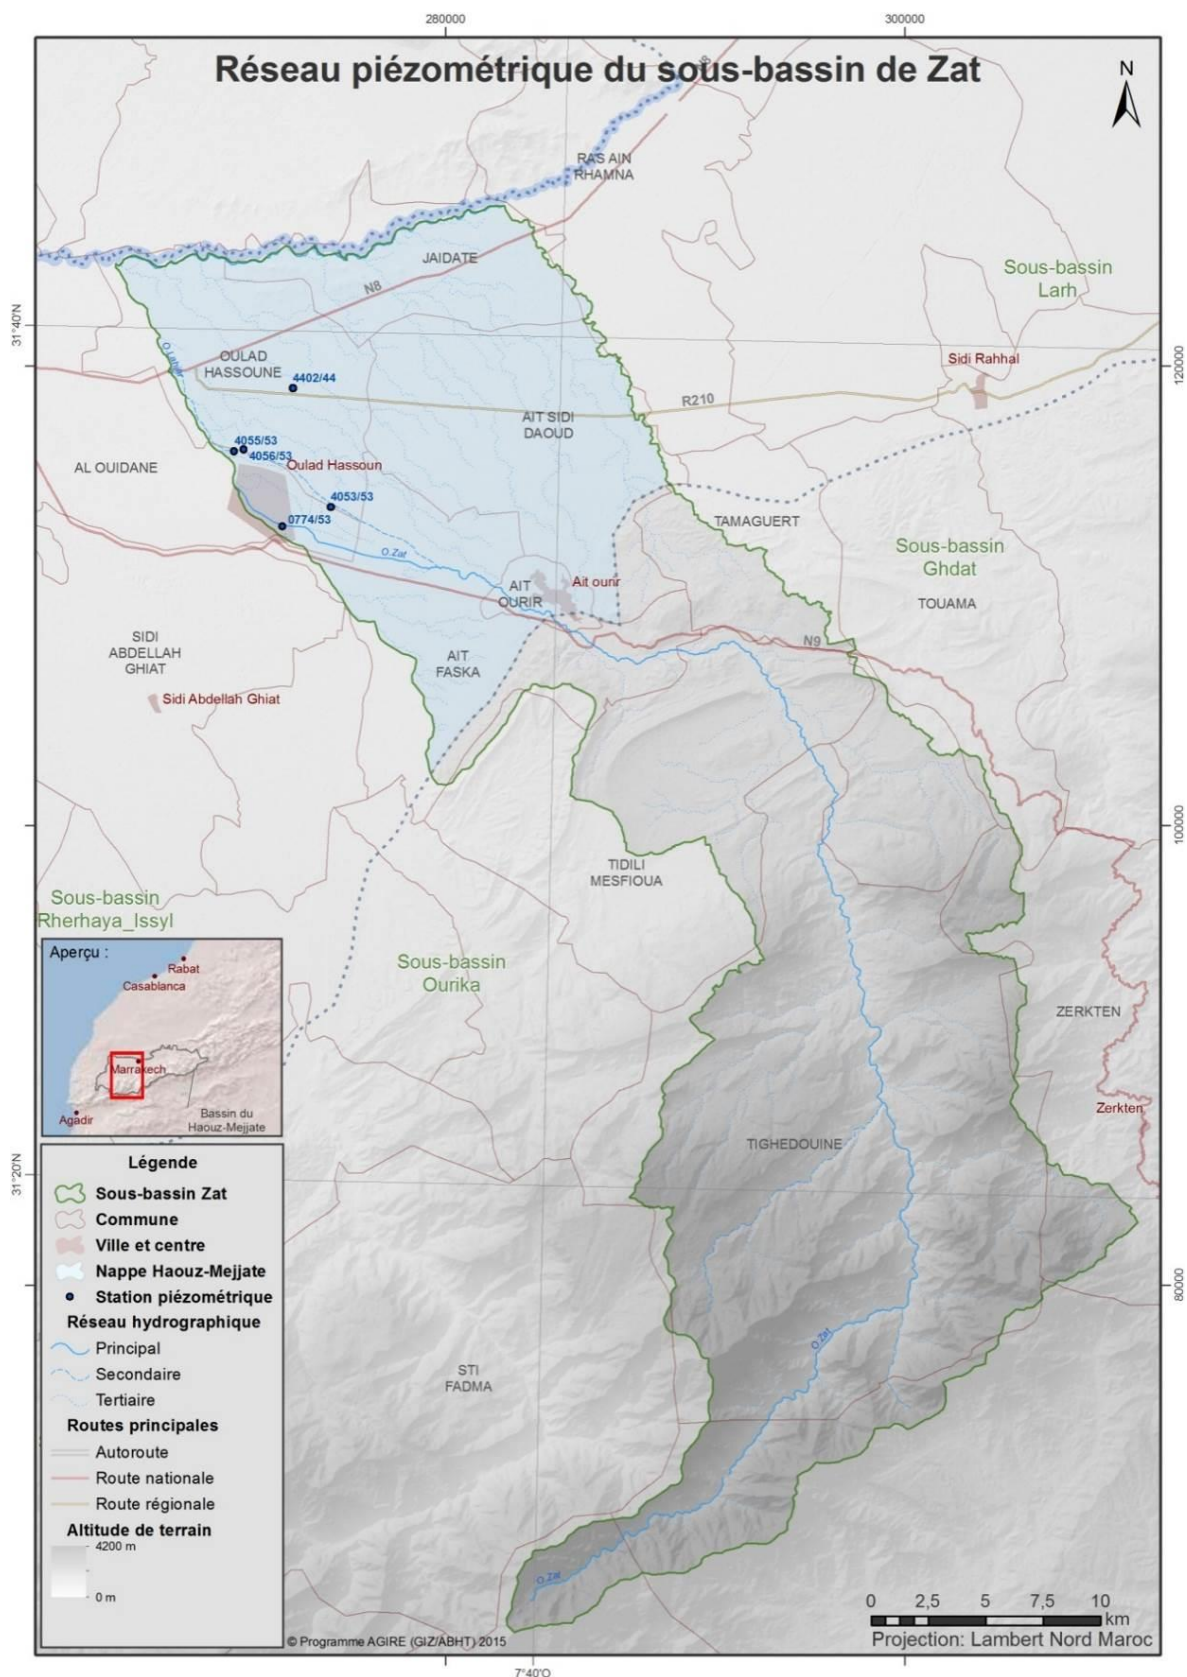 280000
300000
Réseau piézométrique du sous-bassin de Zat
N
N8
RAS AIN
RHAMNA
JAIDATE
Sous-bassin
Larh
N8
31°40'N
120000
O.Lahjar
OULAD
HASSOUNE
4402/44
Sidi Rahhal
R210
AIT SIDI
DAOUD
4055/53
4056/53
AL OUIDANE
Oulad Hassoun
4053/53
0774/53
TAMAGUERT
O.Zat
Sous-bassin
Ghdat
AIT
OURIR
Ait ourir
TOUAMA
N9
SIDI
ABDELLAH
GHIAT
AIT
FASKA
Sidi Abdellah Ghiat
100000
TIDILI
MESFIOUA
Sous-bassin
Rherhaya_Issyl
Sous-bassin
Ourika
Aperçu :
Rabat
Casablanca
Marrakech
Agadir
Bassin du
Haouz-Mejjate
ZERKTEN
Zerkten
TIGHEDOUINE
31°20'N
80000
Légende
Sous-bassin Zat
Commune
Ville et centre
Nappe Haouz-Mejjate
Station piézométrique
Réseau hydrographique
Principal
Secondaire
Tertiaire
Routes principales
Autoroute
Route nationale
Route régionale
Altitude de terrain
4200 m
0 m
O.Zat
STI
FADMA
O.Zat
0 2,5 5 7,5 10
km
Projection: Lambert Nord Maroc
© Programme AGIRE (GIZ/ABHT) 2015
7°40'O